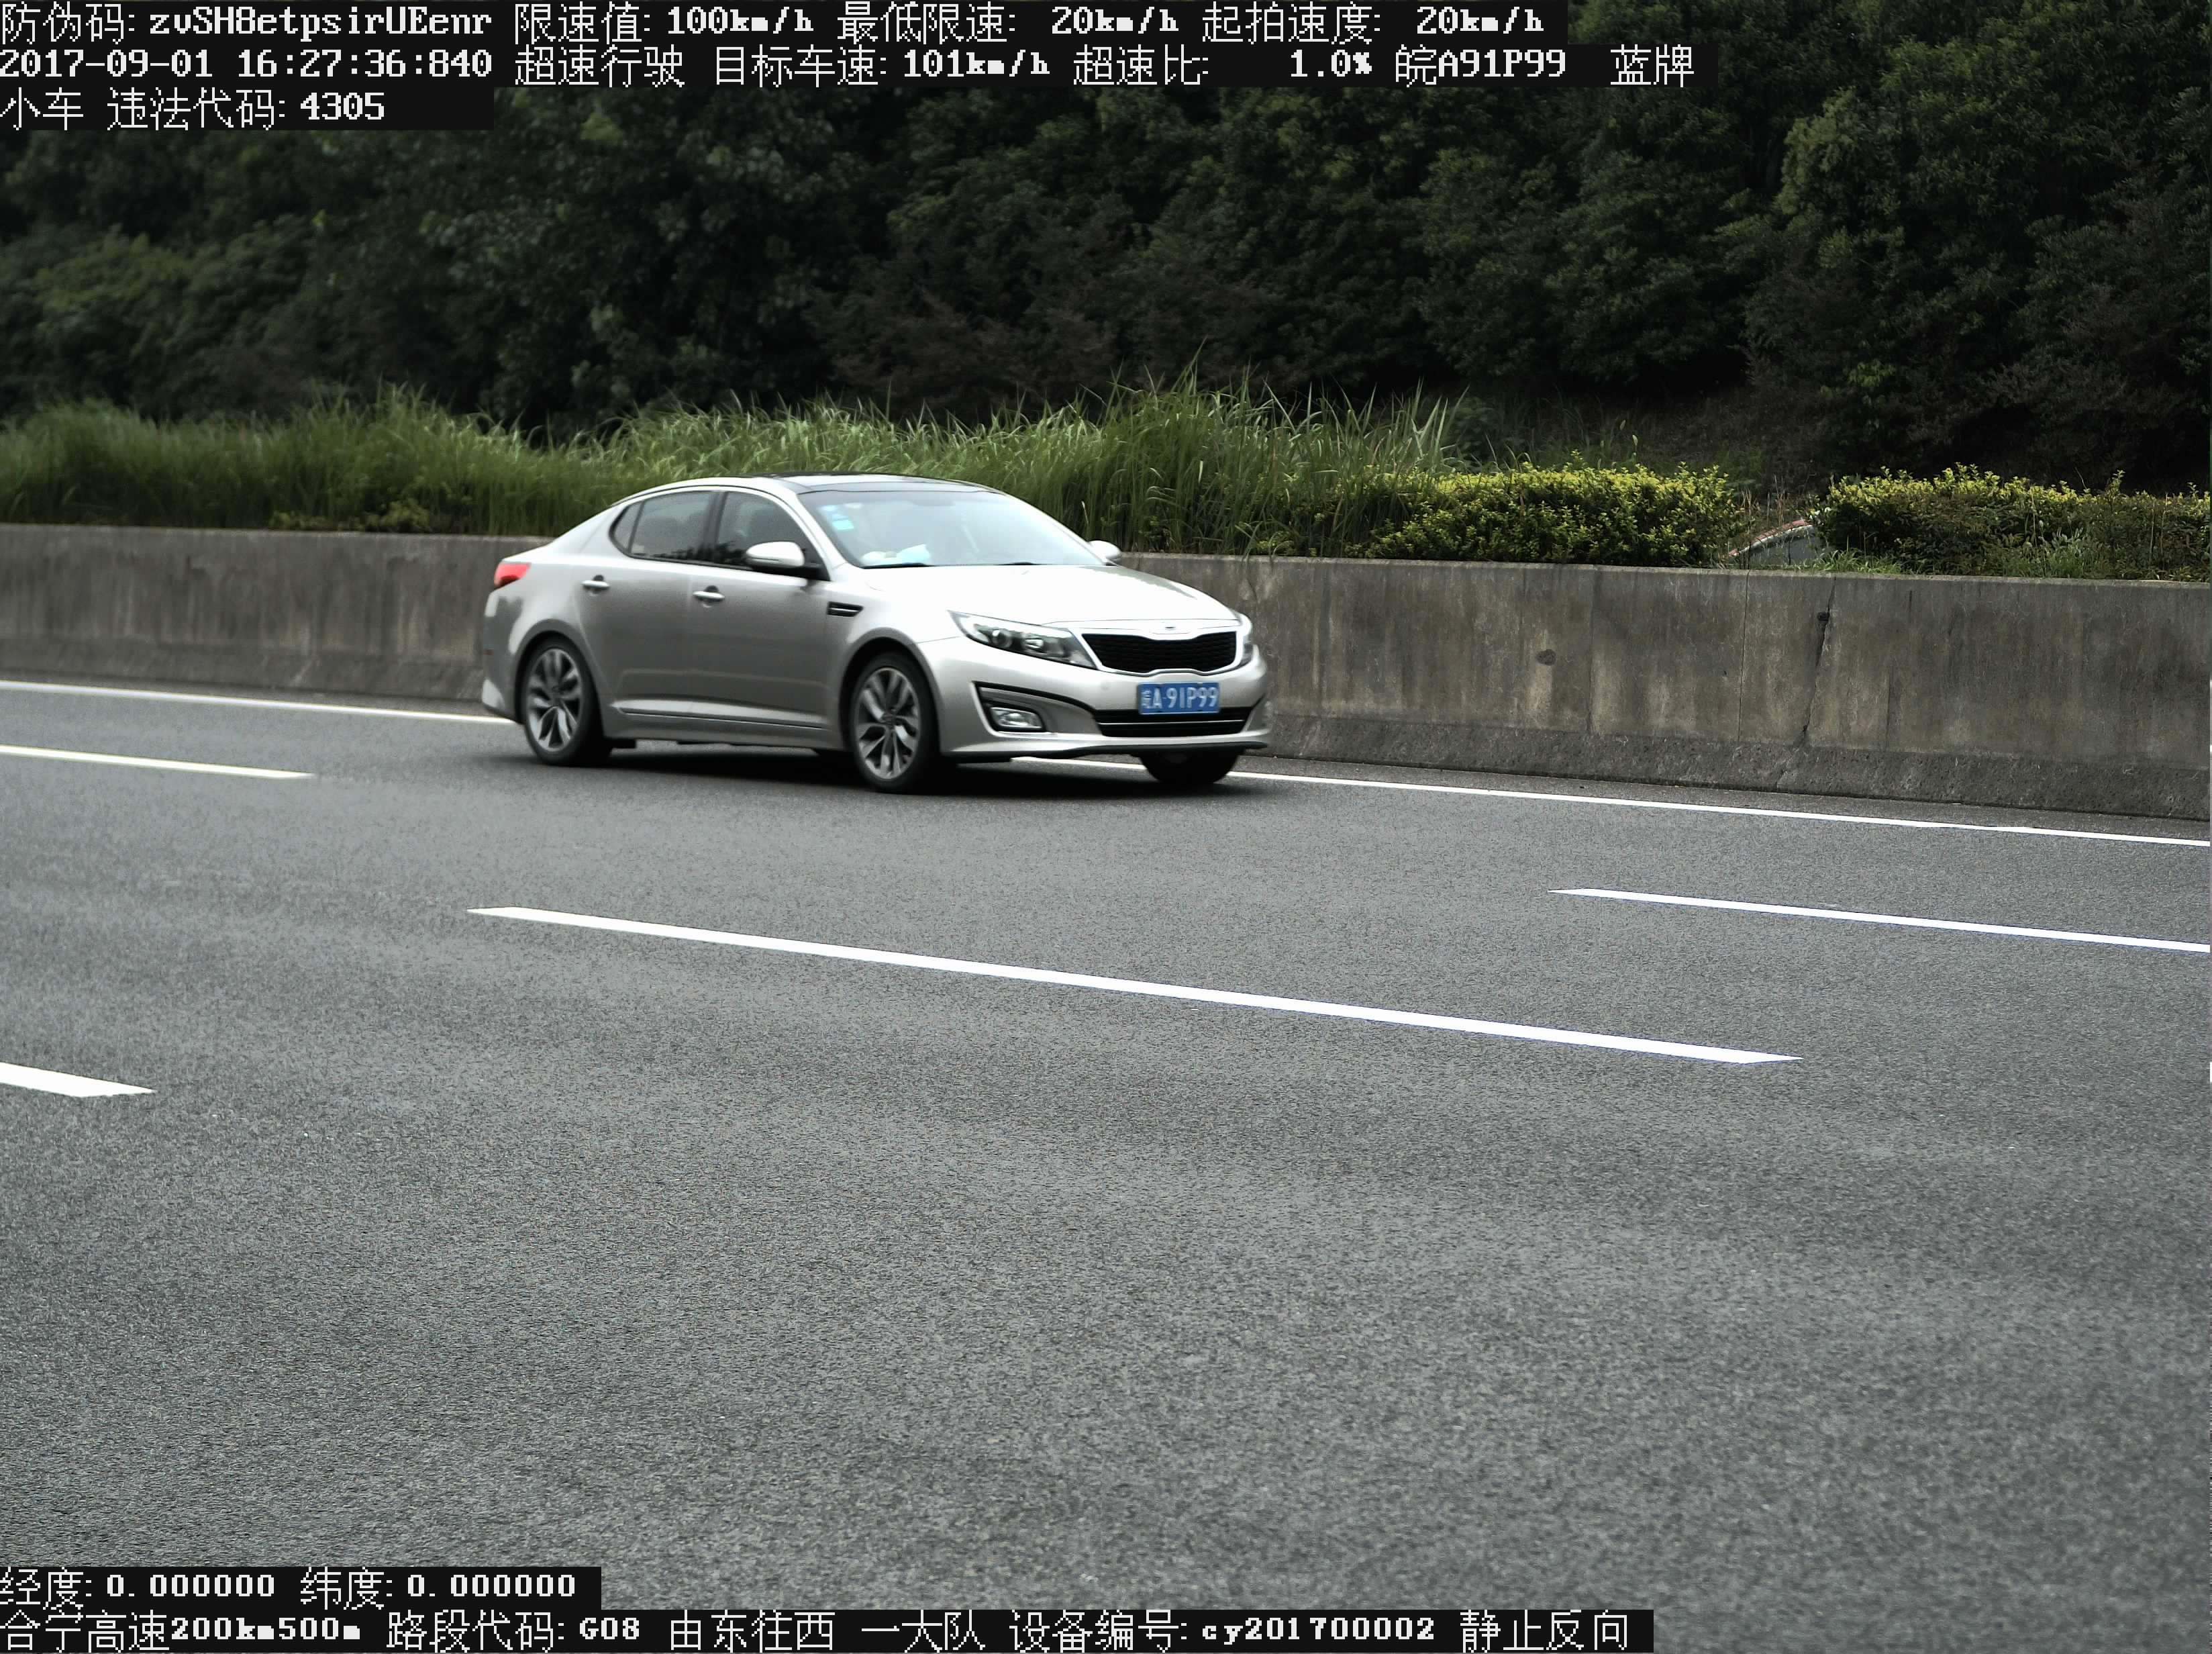 防伪码: zvSH8etpsirUEenr 限速值: 100km/h 最低限速: 20km/h 起拍速度: 20km/h
2017-09-01 16:27:36:840 超速行驶 目标车速: 101km/h 超速比: 1.0% 皖A91P99 蓝牌
小车 违法代码: 4305
皖A·91P99
经度: 0.000000 纬度: 0.000000
合宁高速200km500m 路段代码: G08 由东往西 一大队 设备编号: cy201700002 静止反向